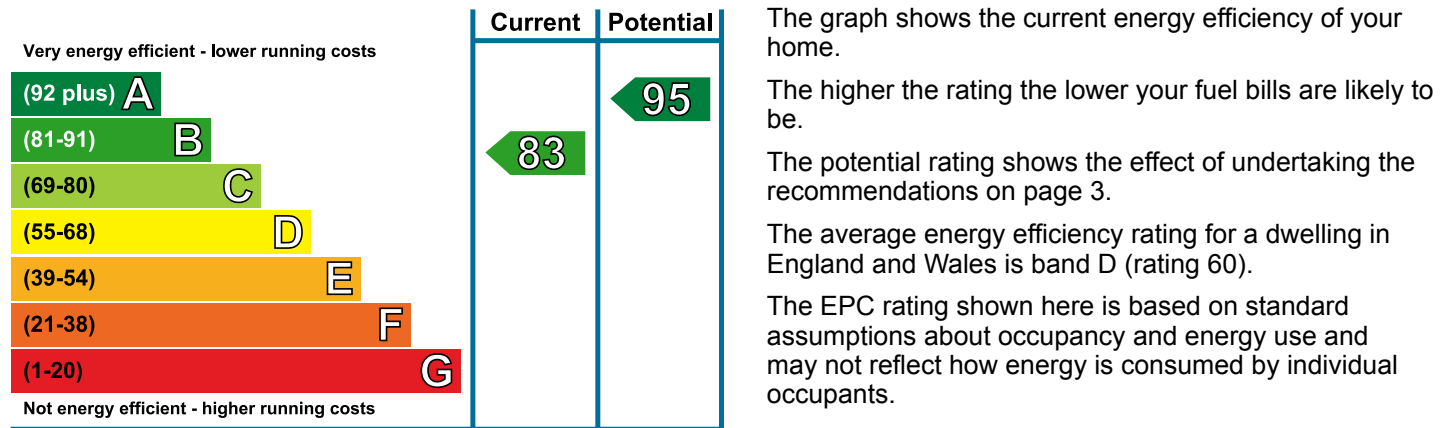 Current Potential
Very energy efficient - lower running costs
(92 plus) A
95
(81-91) B
83
(69-80) C
(55-68) D
(39-54) E
(21-38) F
(1-20) G
Not energy efficient - higher running costs
The graph shows the current energy efficiency of your
home.
The higher the rating the lower your fuel bills are likely to
be.
The potential rating shows the effect of undertaking the
recommendations on page 3.
The average energy efficiency rating for a dwelling in
England and Wales is band D (rating 60).
The EPC rating shown here is based on standard
assumptions about occupancy and energy use and
may not reflect how energy is consumed by individual
occupants.